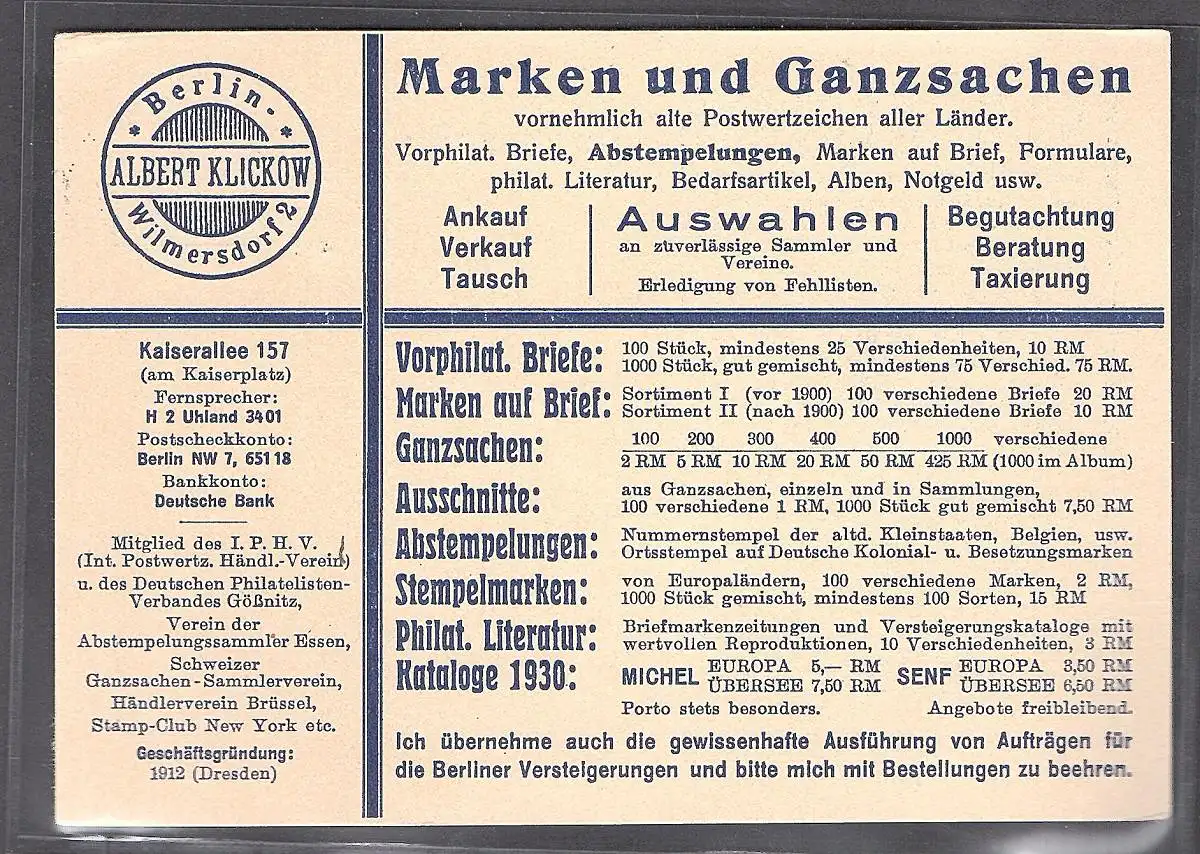 * Berlin- *
ALBERT KLICKOW
Wilmersdorf 2
Marken und Ganzsachen
vornehmlich alte Postwertzeichen aller Länder.
Vorphilat. Briefe, Abstempelungen, Marken auf Brief, Formulare,
philat. Literatur, Bedarfsartikel, Alben, Notgeld usw.
Ankauf
Verkauf
Tausch
Auswahlen
an zuverlässige Sammler und
Vereine.
Erledigung von Fehllisten.
Begutachtung
Beratung
Taxierung
Kaiserallee 157
(am Kaiserplatz)
Fernsprecher:
H 2 Uhland 3401
Postscheckkonto:
Berlin NW 7, 65118
Bankkonto:
Deutsche Bank
Mitglied des I. P. H. V.
(Int. Postwertz. Händl.-Verein)
u. des Deutschen Philatelisten-
Verbandes Gößnitz,
Verein der
Abstempelungssammler Essen,
Schweizer
Ganzsachen-Sammlerverein,
Händlerverein Brüssel,
Stamp-Club New York etc.
Geschäftsgründung:
1912 (Dresden)
Vorphilat. Briefe: 100 Stück, mindestens 25 Verschiedenheiten, 10 RM
1000 Stück, gut gemischt, mindestens 75 Verschied. 75 RM.
Marken auf Brief: Sortiment I (vor 1900) 100 verschiedene Briefe 20 RM
Sortiment II (nach 1900) 100 verschiedene Briefe 10 RM
Ganzsachen: 100 200 300 400 500 1000 verschiedene
2 RM 5 RM 10 RM 20 RM 50 RM 425 RM (1000 im Album)
Ausschnitte: aus Ganzsachen, einzeln und in Sammlungen,
100 verschiedene 1 RM, 1000 Stück gut gemischt 7,50 RM
Abstempelungen: Nummernstempel der altd. Kleinstaaten, Belgien, usw.
Ortsstempel auf Deutsche Kolonial- u. Besetzungsmarken
Stempelmarken: von Europaländern, 100 verschiedene Marken, 2 RM,
1000 Stück gemischt, mindestens 100 Sorten, 15 RM
Philat. Literatur: Briefmarkenzeitungen und Versteigerungskataloge mit
wertvollen Reproduktionen, 10 Verschiedenheiten, 3 RM
Kataloge 1930: MICHEL EUROPA 5,— RM SENF EUROPA 3,50 RM
ÜBERSEE 7,50 RM ÜBERSEE 6,50 RM
Porto stets besonders. Angebote freibleibend.
Ich übernehme auch die gewissenhafte Ausführung von Aufträgen für
die Berliner Versteigerungen und bitte mich mit Bestellungen zu beehren.